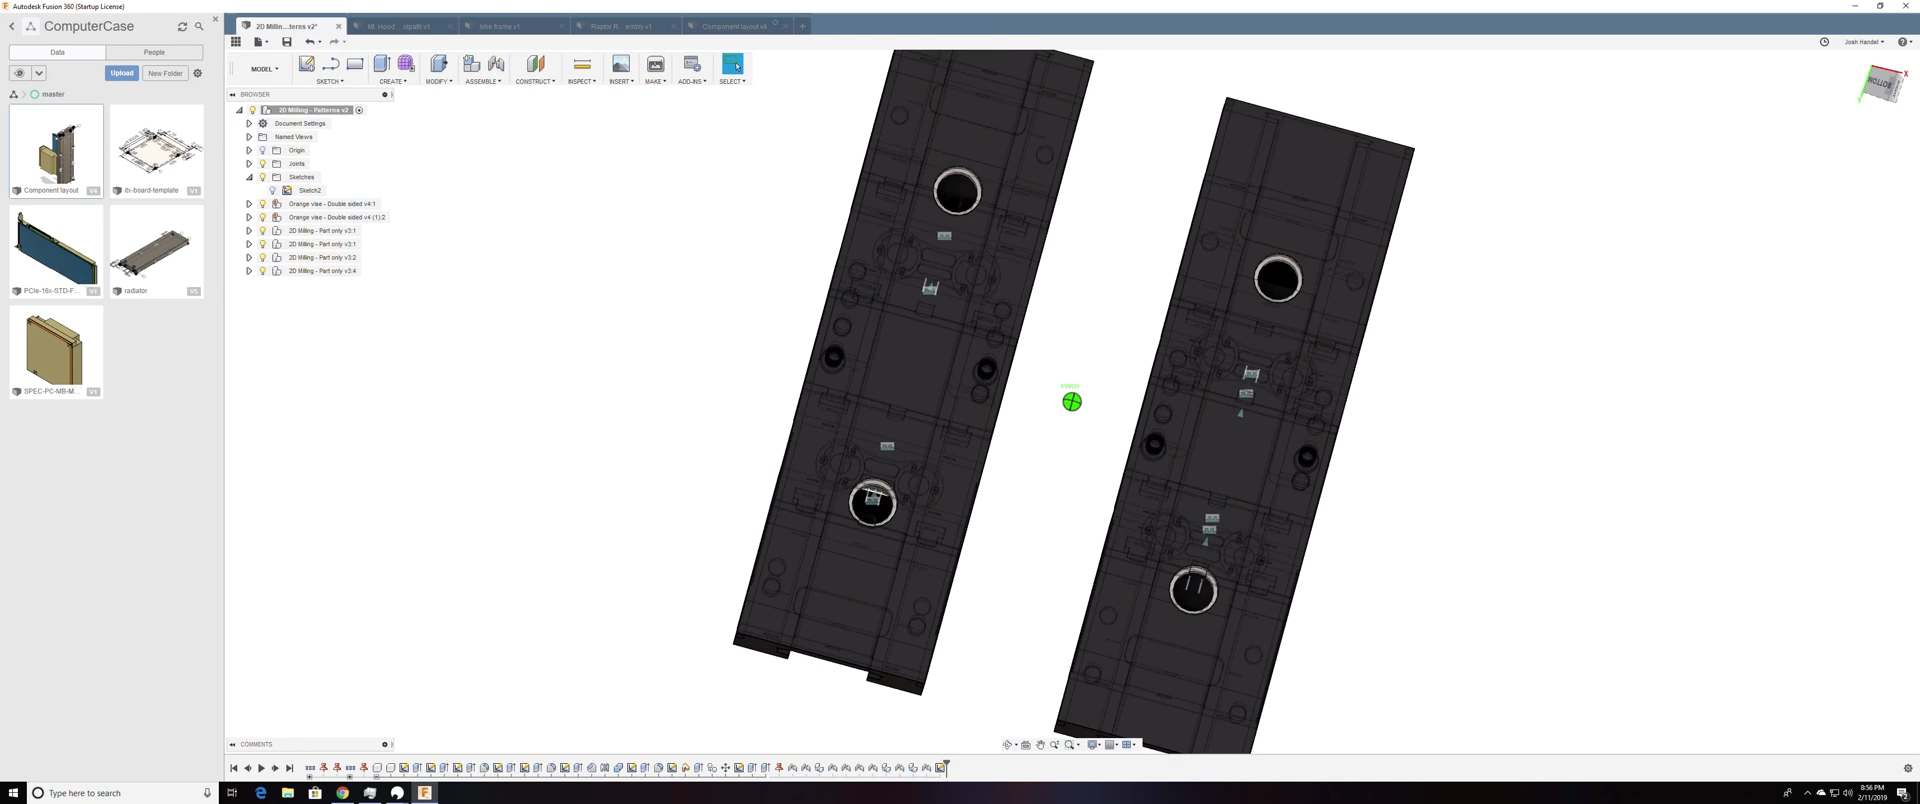 Autodesk Fusion 360 (Startup License)
ComputerCase
Data
People
Upload
New Folder
master
Component layout
V4
itx-board-template
V1
PCIe-16x-STD-F...
radiator
V5
SPEC-PC-MB-M...
2D Millin...terns v2*
Mt. Hood ...elpath v1
bike frame v1
Raptor R...embly v1
Component layout v4
Josh Handel
MODEL
SKETCH
CREATE
MODIFY
ASSEMBLE
CONSTRUCT
INSPECT
INSERT
MAKE
ADD-INS
SELECT
BROWSER
2D Milling - Patterns v2
Document Settings
Named Views
Origin
Joints
Sketches
Sketch2
Orange vise - Double sided v4:1
Orange vise - Double sided v4 (1):2
2D Milling - Part only v3:1
2D Milling - Part only v3:1
2D Milling - Part only v3:2
2D Milling - Part only v3:4
BOTTOM
X
COMMENTS
Type here to search
8:56 PM
2/11/2019